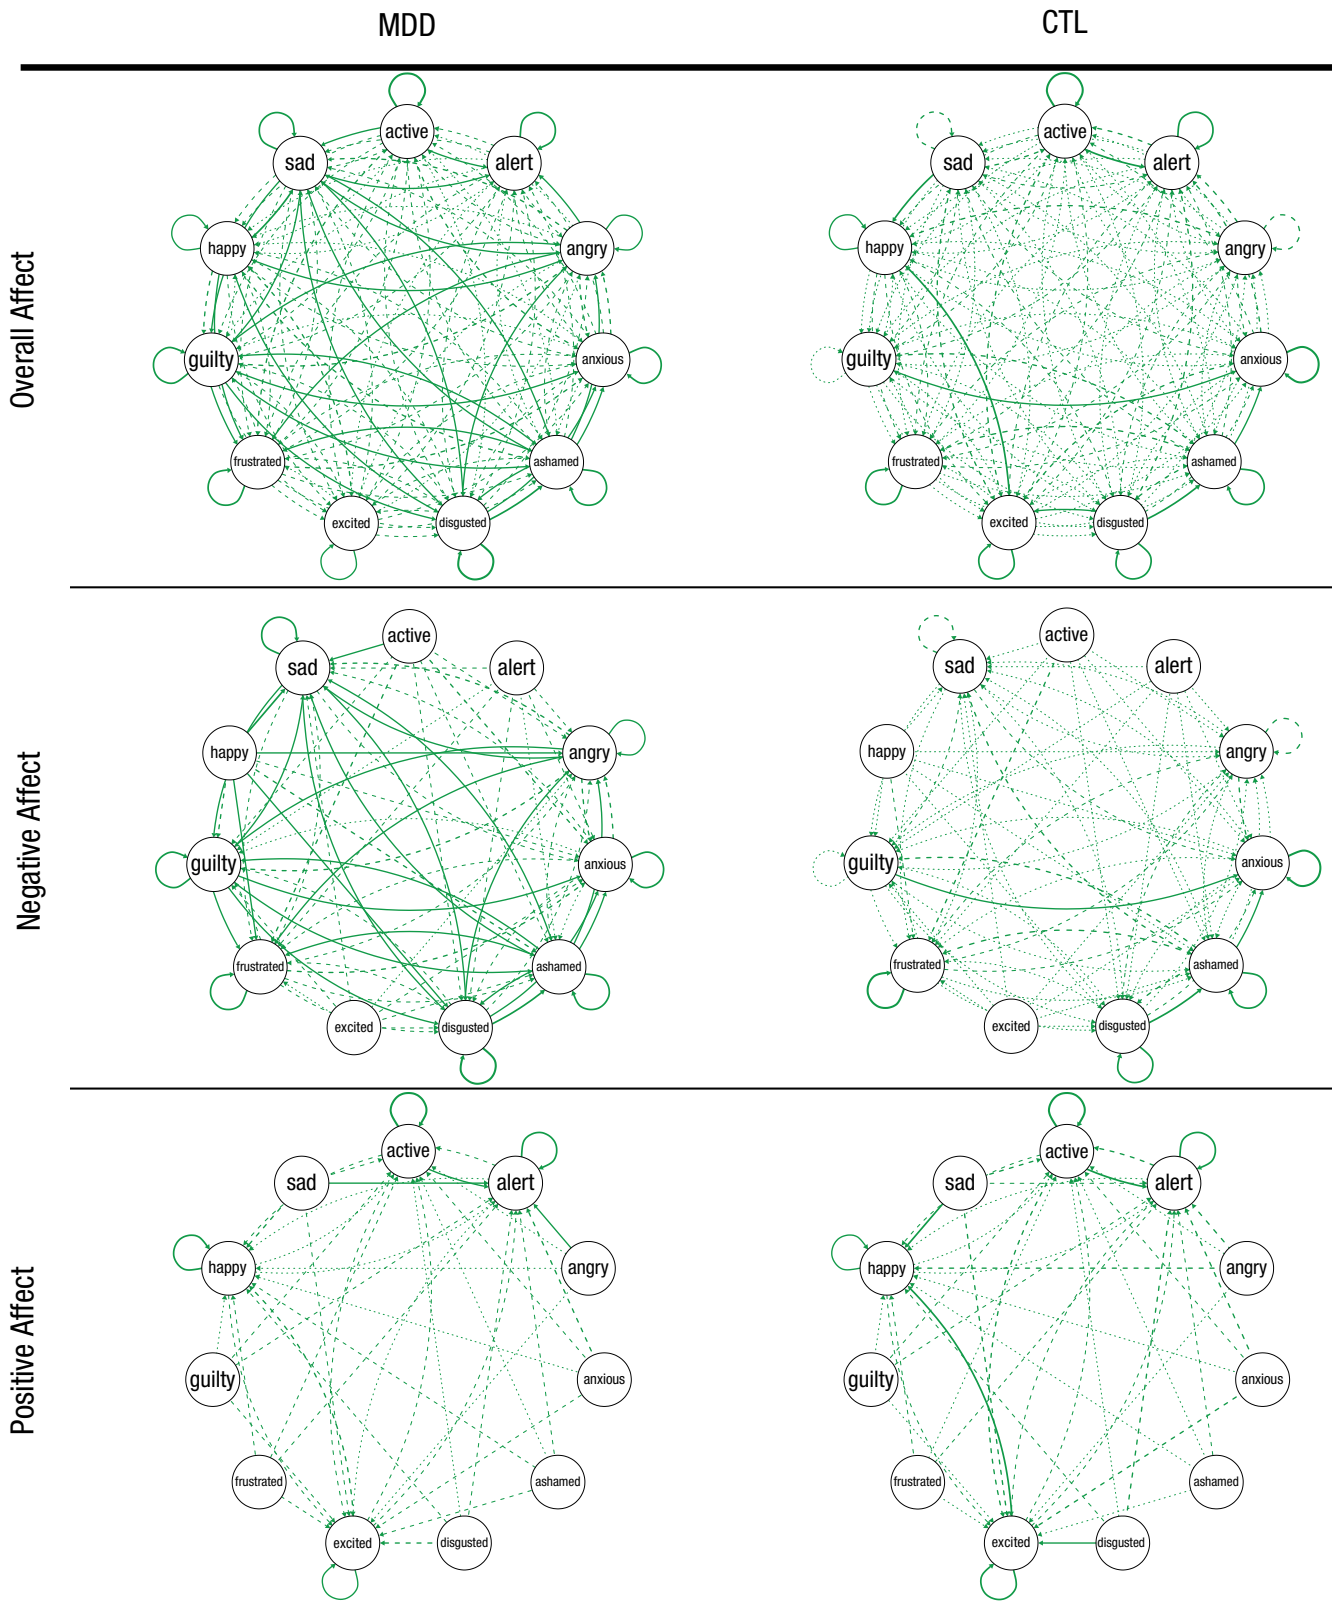 MDD CTL
Overall Affect
active
sad
alert
happy
angry
guilty
anxious
frustrated
ashamed
excited
disgusted
active
sad
alert
happy
angry
guilty
anxious
frustrated
ashamed
excited
disgusted
Negative Affect
active
sad
alert
happy
angry
guilty
anxious
frustrated
ashamed
excited
disgusted
active
sad
alert
happy
angry
guilty
anxious
frustrated
ashamed
excited
disgusted
Positive Affect
active
sad
alert
happy
angry
guilty
anxious
frustrated
ashamed
excited
disgusted
active
sad
alert
happy
angry
guilty
anxious
frustrated
ashamed
excited
disgusted